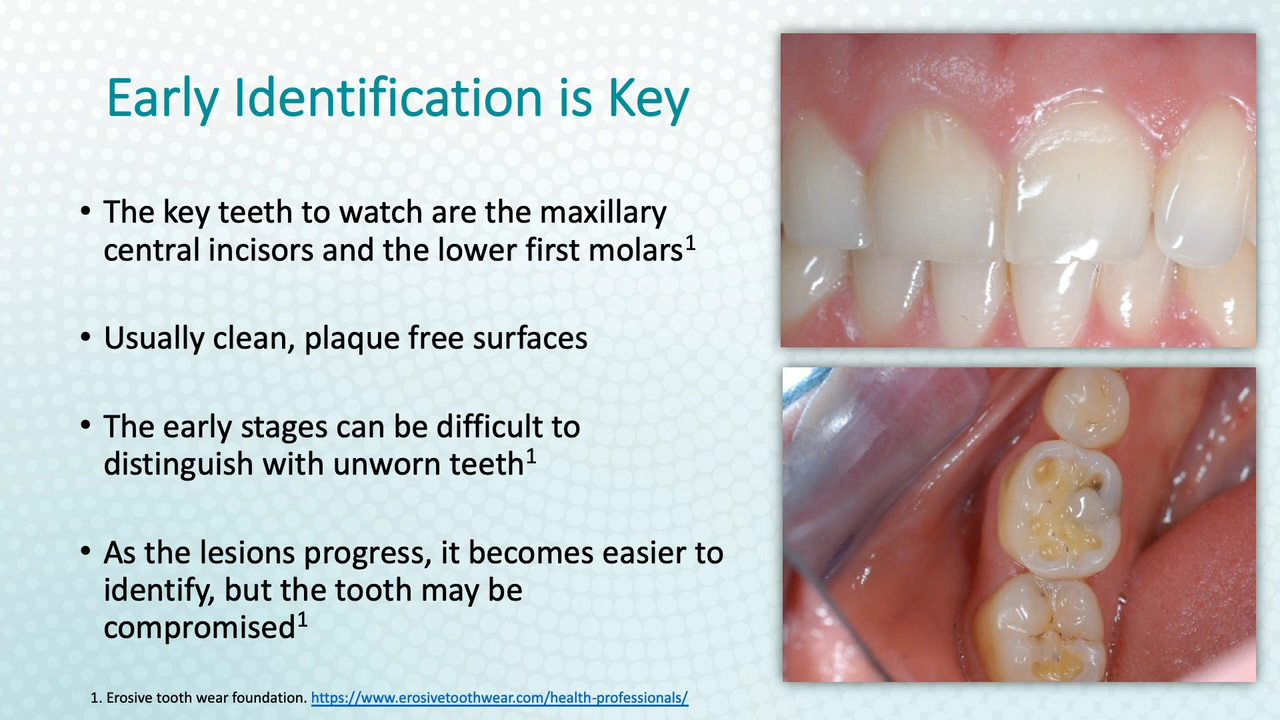 Early Identification is Key
• The key teeth to watch are the maxillary
central incisors and the lower first molars¹
• Usually clean, plaque free surfaces
• The early stages can be difficult to
distinguish with unworn teeth¹
• As the lesions progress, it becomes easier to
identify, but the tooth may be
compromised¹
1. Erosive tooth wear foundation. https://www.erosivetoothwear.com/health-professionals/